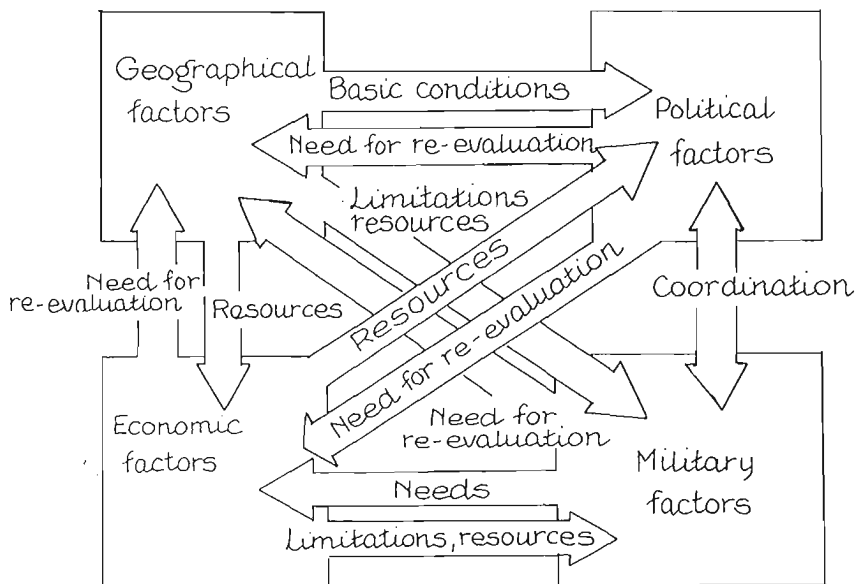 Geographical
factors
Basic conditions
Political
factors
Need for re-evaluation
Limitations
resources
Need for
re-evaluation
Resources
Resources
Need for re-evaluation
Coordination
Economic
factors
Need for
re-evaluation
Military
factors
Needs
Limitations, resources